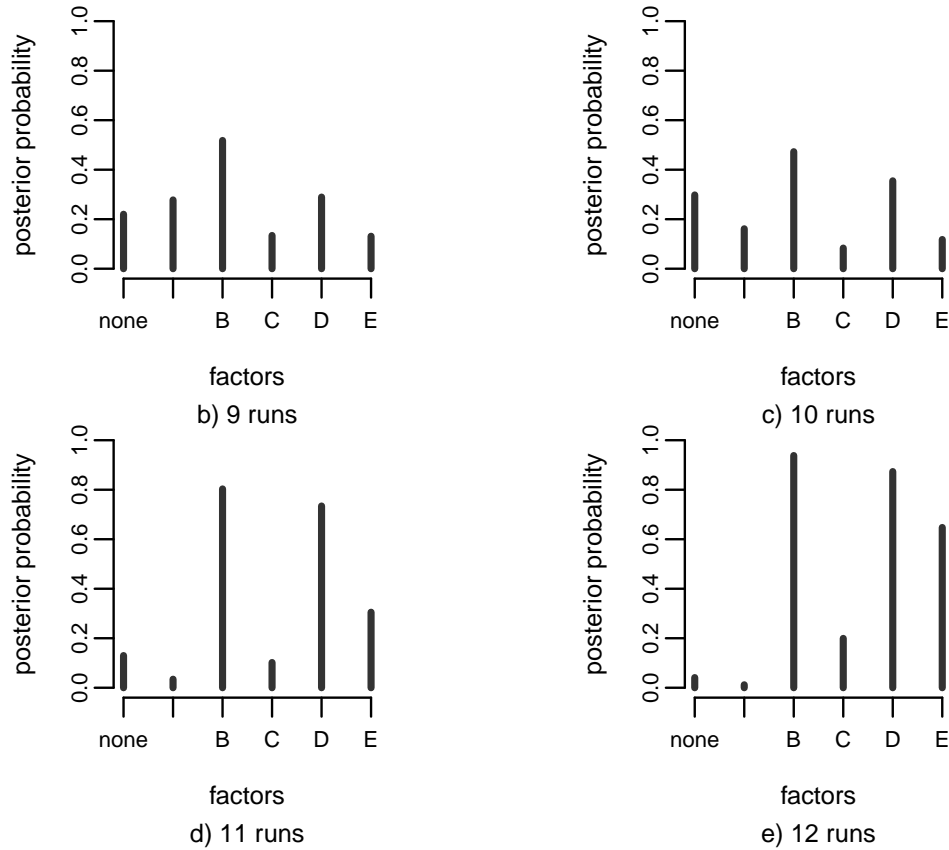 posterior probability
0.0 0.2 0.4 0.6 0.8 1.0
none B C D E
factors
b) 9 runs
posterior probability
0.0 0.2 0.4 0.6 0.8 1.0
none B C D E
factors
c) 10 runs
posterior probability
0.0 0.2 0.4 0.6 0.8 1.0
none B C D E
factors
d) 11 runs
posterior probability
0.0 0.2 0.4 0.6 0.8 1.0
none B C D E
factors
e) 12 runs